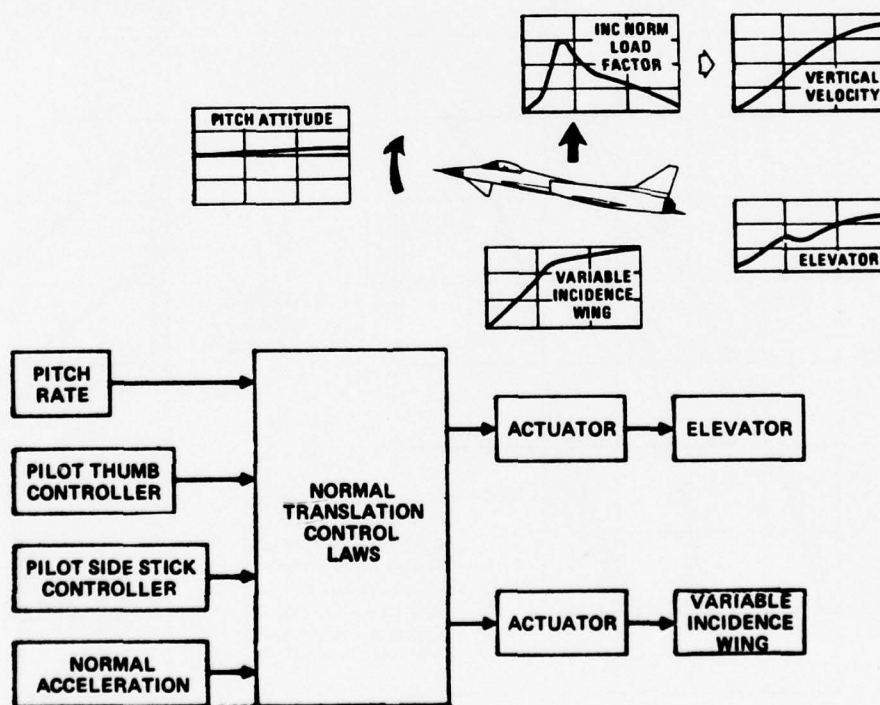 INC NORM
LOAD
FACTOR
VERTICAL
VELOCITY
PITCH ATTITUDE
VARIABLE
INCIDENCE
WING
ELEVATOR
PITCH
RATE
PILOT THUMB
CONTROLLER
PILOT SIDE STICK
CONTROLLER
NORMAL
ACCELERATION
NORMAL
TRANSLATION
CONTROL
LAWS
ACTUATOR
ELEVATOR
ACTUATOR
VARIABLE
INCIDENCE
WING